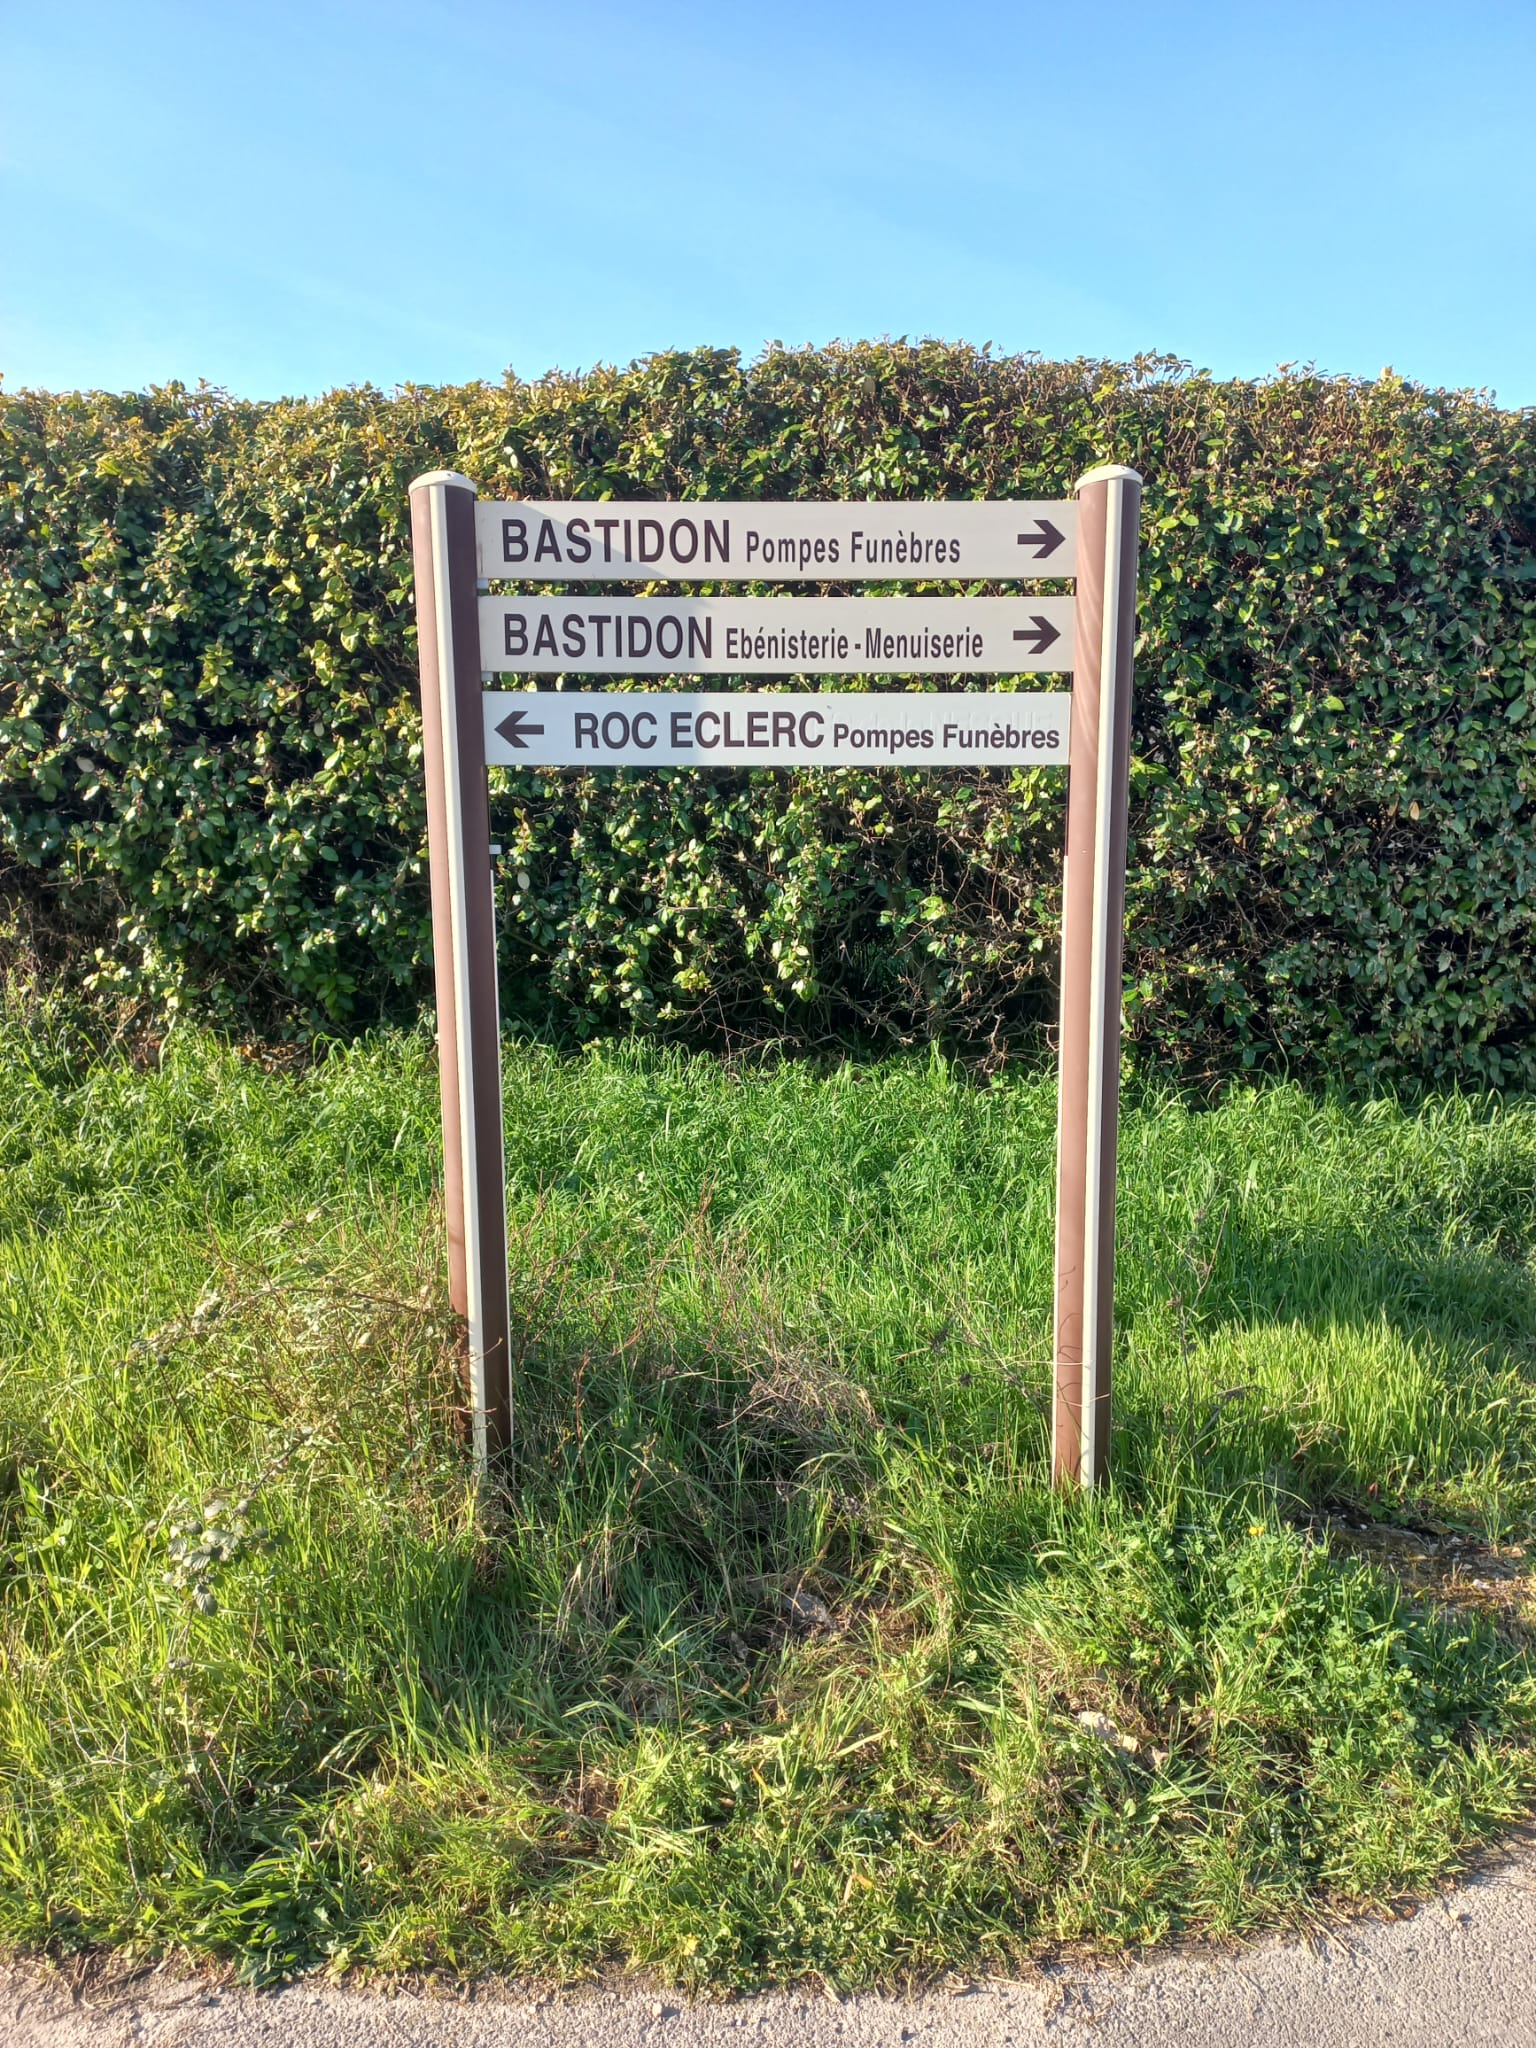 BASTIDON Pompes Funèbres →
BASTIDON Ebénisterie - Menuiserie →
← ROC ECLERC Pompes Funèbres